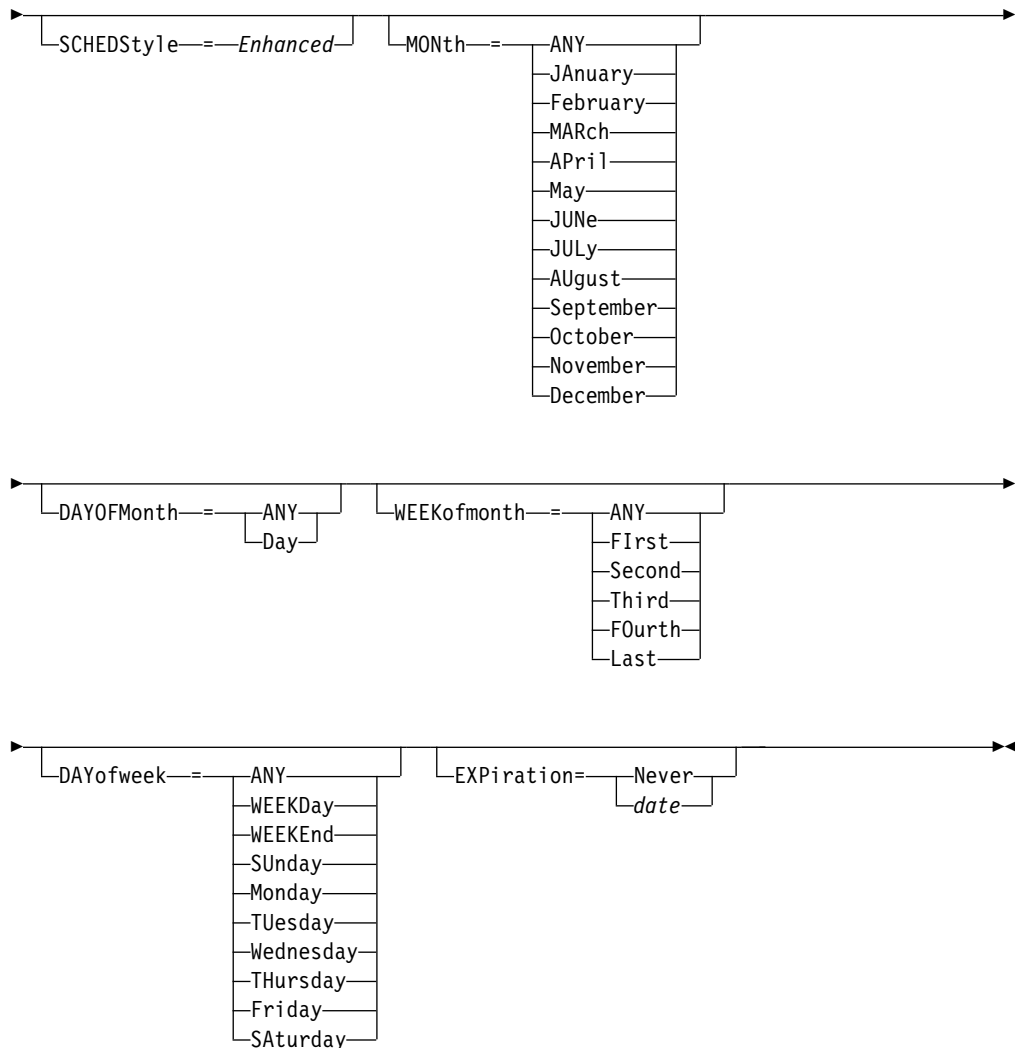 SCHEDStyle = Enhanced MONth = ANY
JAnuary
February
MARch
APril
May
JUNe
JULy
AUgust
September
October
November
December
DAYOFMonth = ANY WEEKofmonth = ANY
Day FIrst
Second
Third
FOurth
Last
DAYofweek = ANY EXPiration= Never
WEEKDay date
WEEKEnd
SUnday
Monday
TUesday
Wednesday
THursday
Friday
SAturday